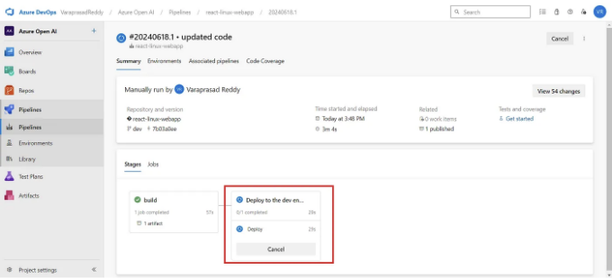 Azure DevOps VaraprasadReddy / Azure Open AI / Pipelines / react-linux-webapp / 20240618.1
Search
VR
Azure Open AI
Overview
Boards
Repos
Pipelines
Pipelines
Environments
Library
Test Plans
Artifacts
Project settings
#20240618.1 • updated code
react-linux-webapp
Cancel
Summary Environments Associated pipelines Code Coverage
Manually run by VR Varaprasad Reddy
View 54 changes
Repository and version Time started and elapsed Related Tests and coverage
react-linux-webapp Today at 3:48 PM 0 work items Get started
dev 3m 4s 1 published
Stages Jobs
build
1 job completed 57s
1 artifact
Deploy to the dev en...
0/1 completed
Deploy
Cancel